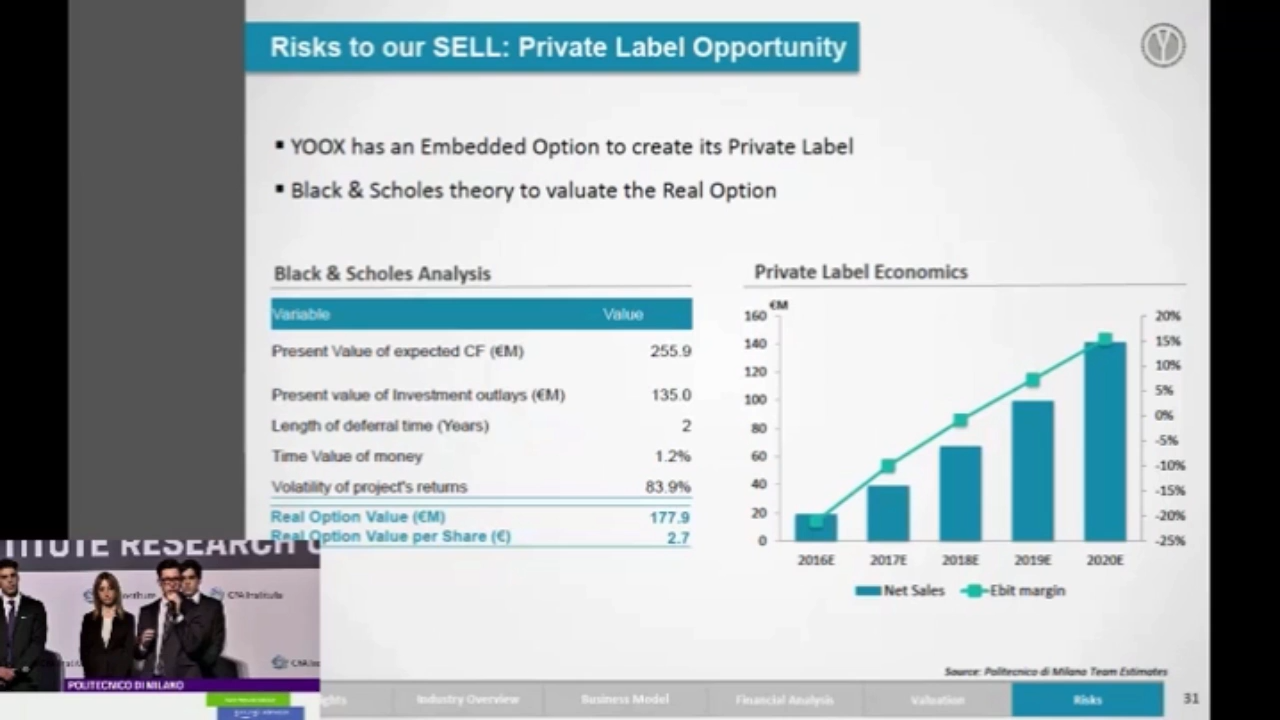 Risks to our SELL: Private Label Opportunity
▪ YOOX has an Embedded Option to create its Private Label
▪ Black & Scholes theory to valuate the Real Option
Black & Scholes Analysis
Variable Value
Present Value of expected CF (€M) 255.9
Present value of Investment outlays (€M) 135.0
Length of deferral time (Years) 2
Time Value of money 1.2%
Volatility of project's returns 83.9%
Real Option Value (€M) 177.9
Real Option Value per Share (€) 2.7
Private Label Economics
€M
160
140
120
100
80
60
40
20
0
20%
15%
10%
5%
0%
-5%
-10%
-15%
-20%
-25%
2016E 2017E 2018E 2019E 2020E
Net Sales Ebit margin
TITUTE RESEARCH
CFA Institute
POLITECNICO DI MILANO
Source: Politecnico di Milano Team Estimates
ights Industry Overview Business Model Financial Analysis Valuation Risks 31